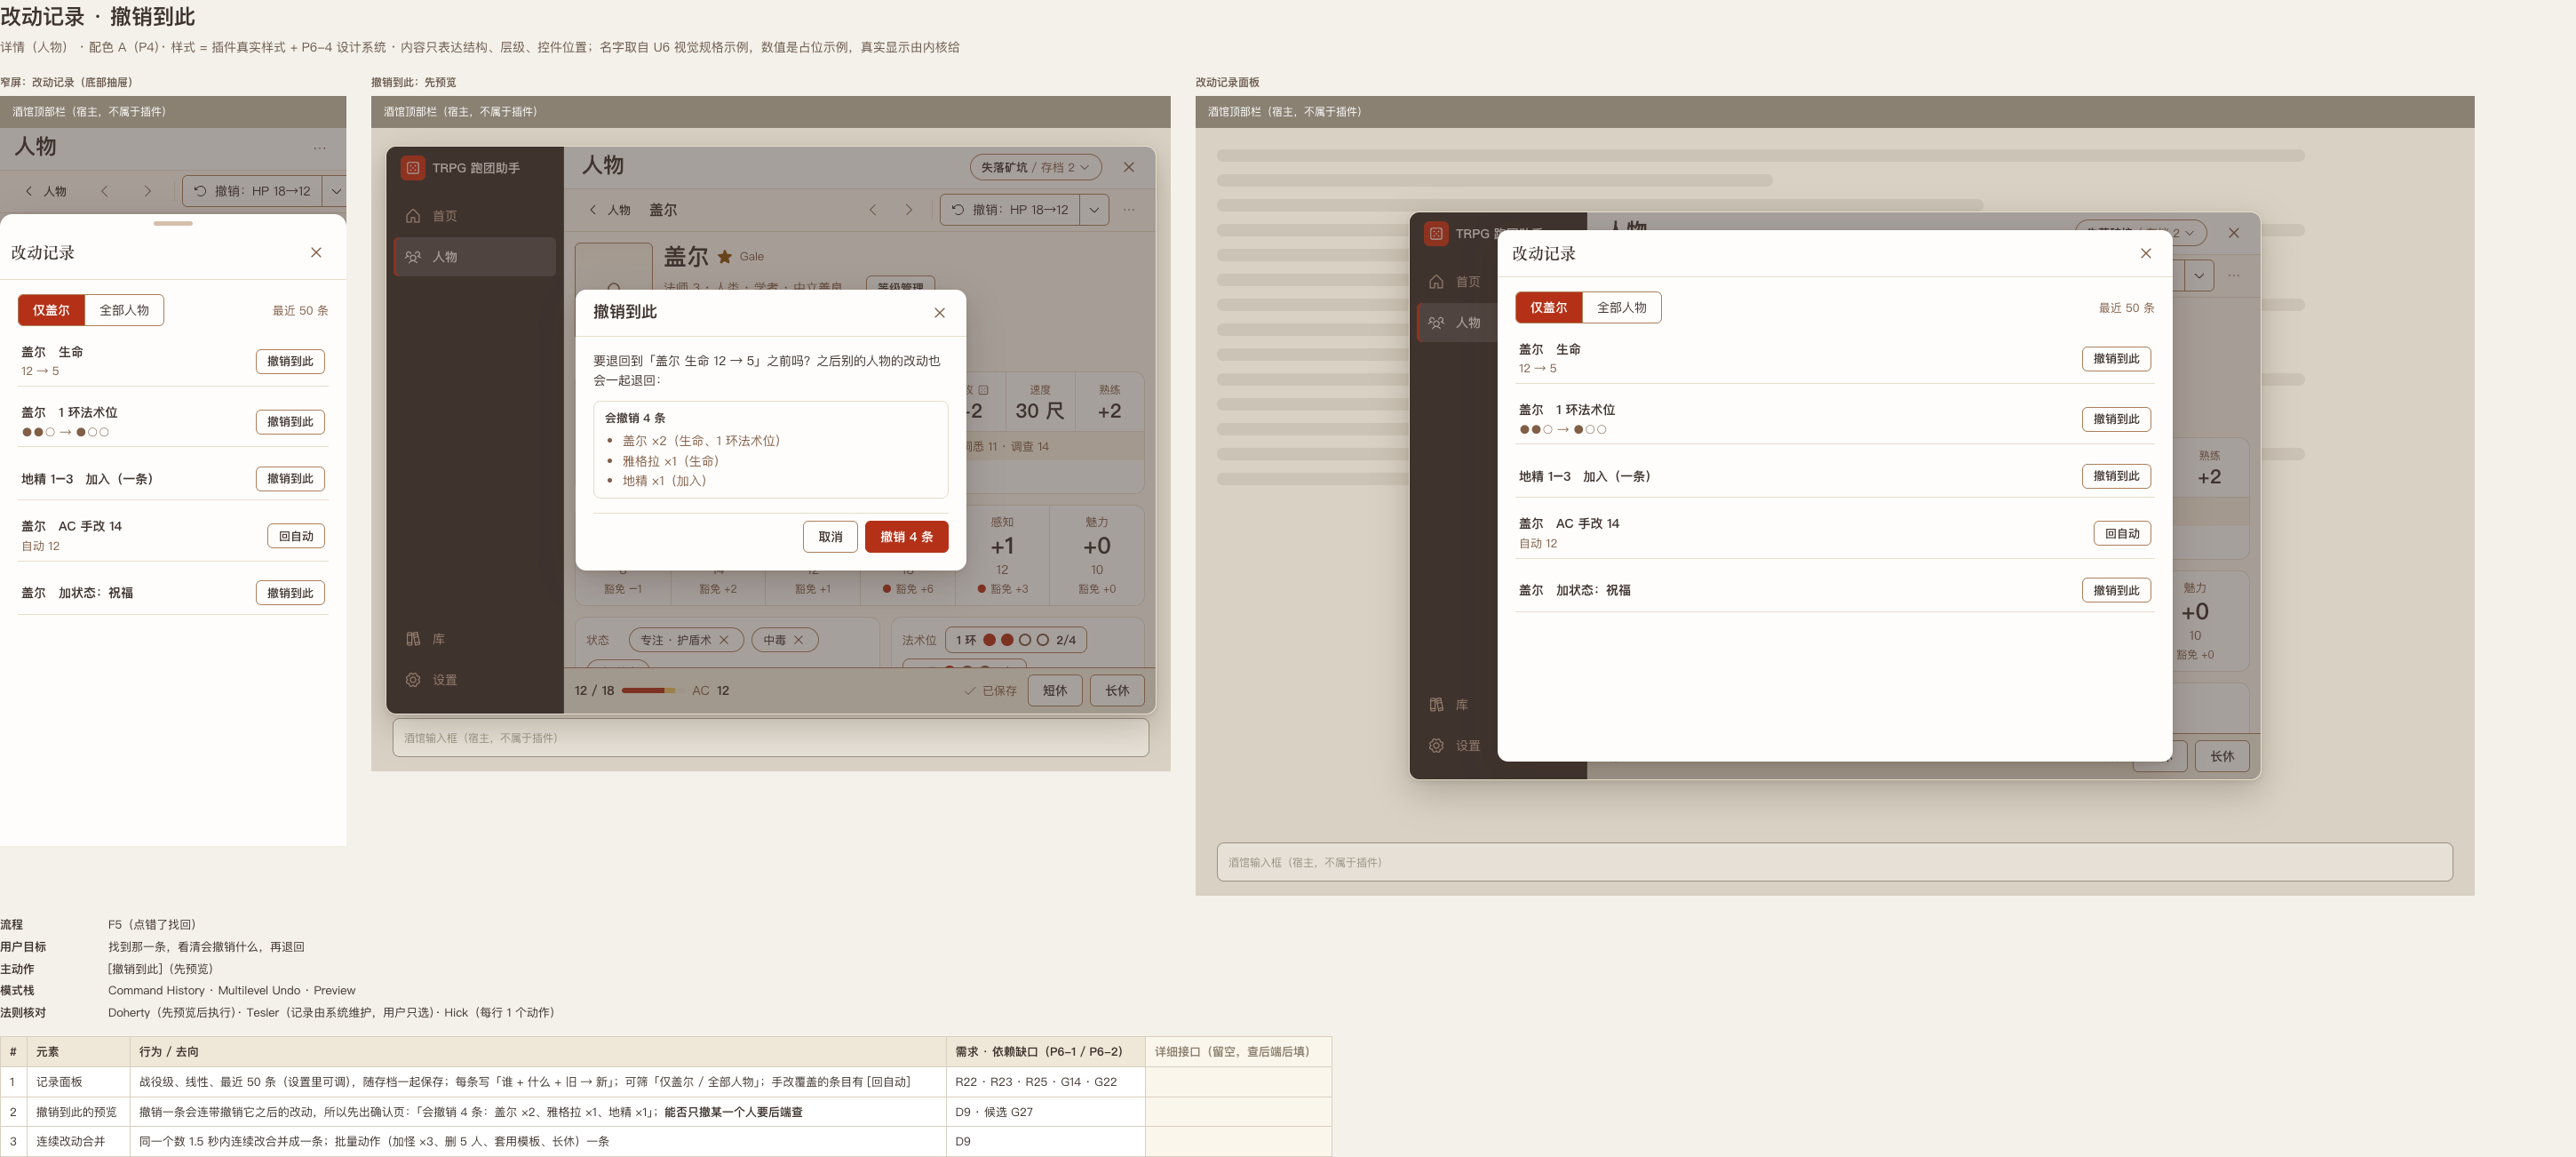 改动记录 · 撤销到此
详情（人物） · 配色 A（P4）· 样式 = 插件真实样式 + P6-4 设计系统 · 内容只表达结构、层级、控件位置；名字取自 U6 视觉规格示例，数值是占位示例，真实显示由内核给
窄屏：改动记录（底部抽屉）
酒馆顶部栏（宿主，不属于插件）
人物
···
人物
撤销：HP 18→12
改动记录
仅盖尔
全部人物
最近 50 条
盖尔 生命
12 → 5
撤销到此
盖尔 1 环法术位
●●○ → ●○○
撤销到此
地精 1–3 加入（一条）
撤销到此
盖尔 AC 手改 14
自动 12
回自动
盖尔 加状态：祝福
撤销到此
撤销到此：先预览
酒馆顶部栏（宿主，不属于插件）
TRPG 跑团助手
首页
人物
库
设置
人物
失落矿坑 / 存档 2
人物
盖尔
撤销：HP 18→12
···
盖尔
Gale
法师 3 · 人类 · 学者 · 中立善良
等级管理
撤销到此
要退回到「盖尔 生命 12 → 5」之前吗？之后别的人物的改动也
会一起退回：
会撤销 4 条
盖尔 ×2（生命、1 环法术位）
雅格拉 ×1（生命）
地精 ×1（加入）
取消
撤销 4 条
速度
30 尺
熟练
+2
11 · 调查 14
感知
+1
12
魅力
+0
10
豁免 −1
豁免 +2
豁免 +1
豁免 +6
豁免 +3
豁免 +0
状态
专注 · 护盾术
中毒
法术位
1 环
2/4
12 / 18
AC 12
已保存
短休
长休
酒馆输入框（宿主，不属于插件）
改动记录面板
酒馆顶部栏（宿主，不属于插件）
TRPG
首页
人物
库
设置
人物
2
···
改动记录
仅盖尔
全部人物
最近 50 条
盖尔 生命
12 → 5
撤销到此
盖尔 1 环法术位
●●○ → ●○○
撤销到此
地精 1–3 加入（一条）
撤销到此
盖尔 AC 手改 14
自动 12
回自动
盖尔 加状态：祝福
撤销到此
熟练
+2
魅力
+0
10
豁免 +0
长休
酒馆输入框（宿主，不属于插件）
流程 F5（点错了找回）
用户目标 找到那一条，看清会撤销什么，再退回
主动作 [撤销到此]（先预览）
模式栈 Command History · Multilevel Undo · Preview
法则核对 Doherty（先预览后执行）· Tesler（记录由系统维护，用户只选）· Hick（每行 1 个动作）
# 元素 行为 / 去向 需求 · 依赖缺口（P6-1 / P6-2） 详细接口（留空，查后端后填）
1 记录面板 战役级、线性、最近 50 条（设置里可调），随存档一起保存；每条写「谁 + 什么 + 旧 → 新」；可筛「仅盖尔 / 全部人物」；手改覆盖的条目有 [回自动] R22 · R23 · R25 · G14 · G22
2 撤销到此的预览 撤销一条会连带撤销它之后的改动，所以先出确认页：「会撤销 4 条：盖尔 ×2、雅格拉 ×1、地精 ×1」；能否只撤某一个人要后端查 D9 · 候选 G27
3 连续改动合并 同一个数 1.5 秒内连续改合并成一条；批量动作（加怪 ×3、删 5 人、套用模板、长休）一条 D9